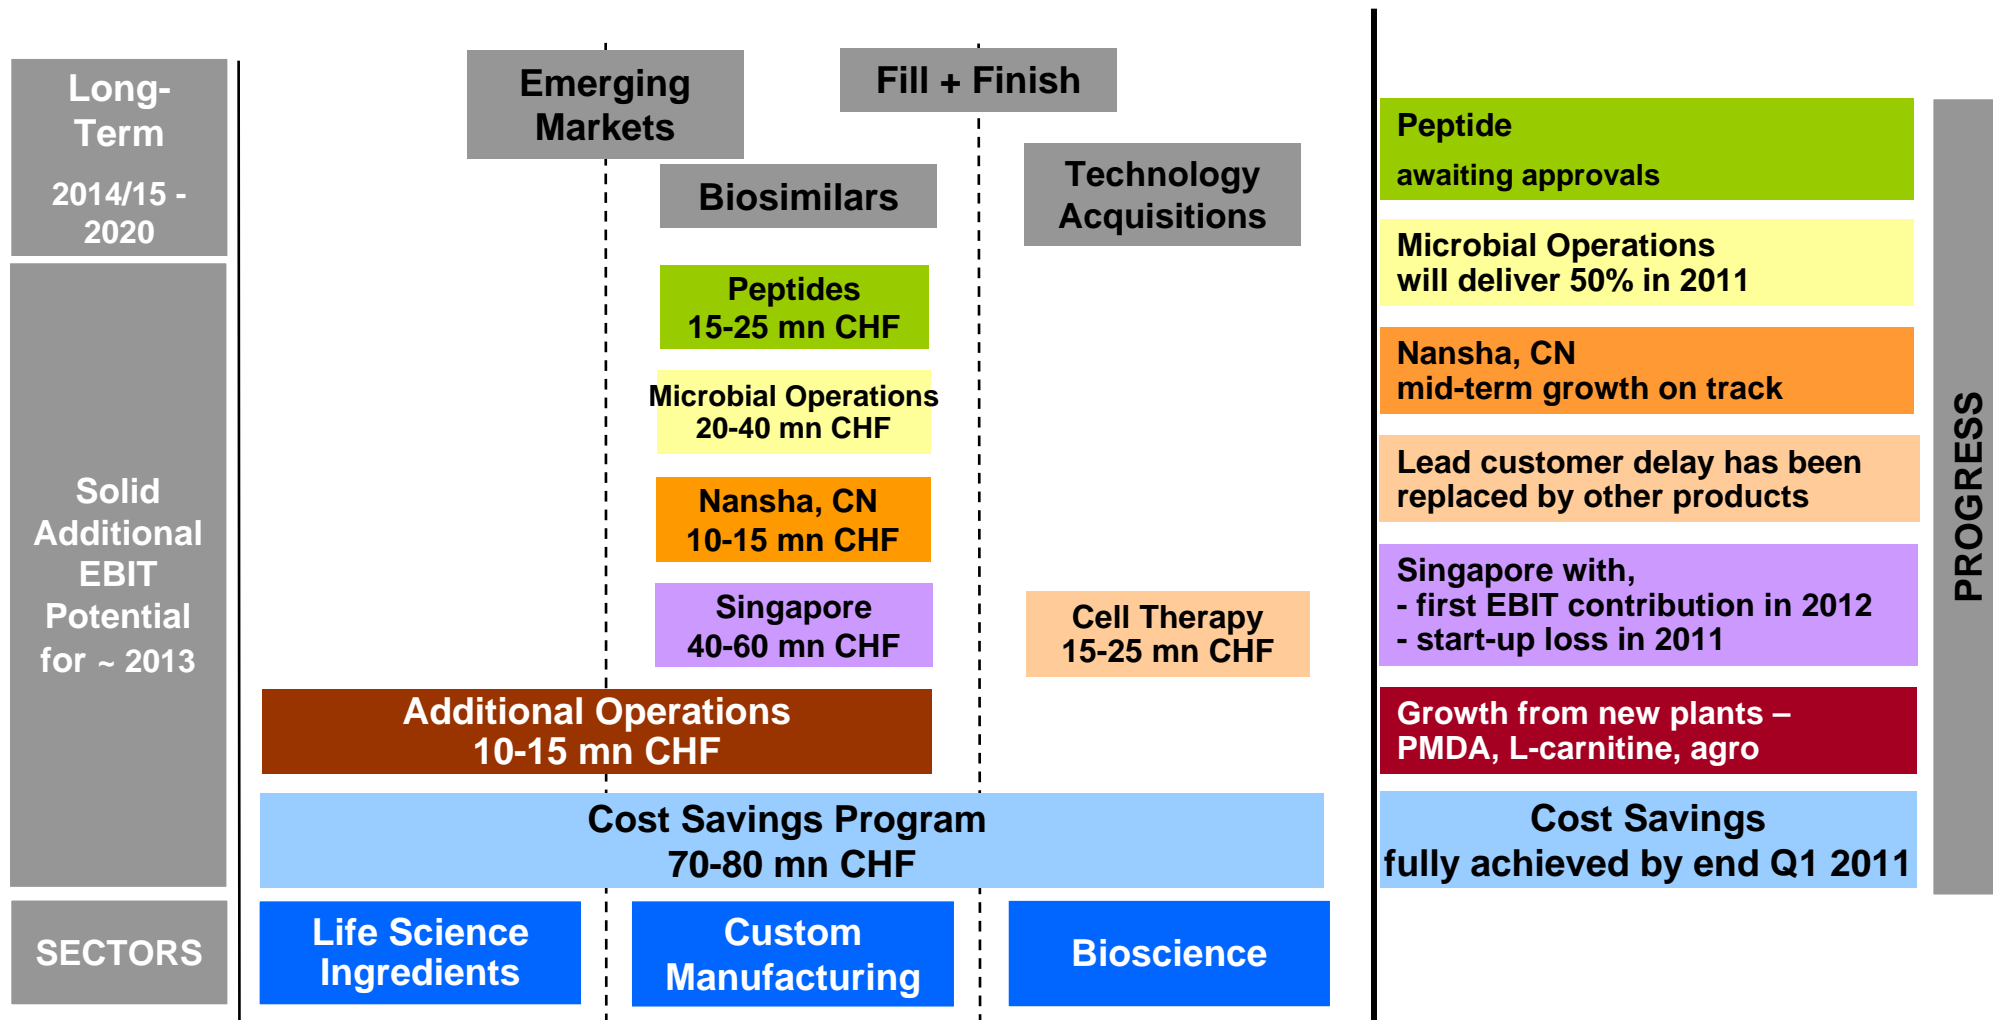 Long-
Term
2014/15 -
2020
Emerging
Markets
Fill + Finish
Biosimilars
Technology
Acquisitions
Solid
Additional
EBIT
Potential
for ~ 2013
Peptides
15-25 mn CHF
Microbial Operations
20-40 mn CHF
Nansha, CN
10-15 mn CHF
Singapore
40-60 mn CHF
Cell Therapy
15-25 mn CHF
Additional Operations
10-15 mn CHF
Cost Savings Program
70-80 mn CHF
SECTORS
Life Science
Ingredients
Custom
Manufacturing
Bioscience
Peptide
awaiting approvals
Microbial Operations
will deliver 50% in 2011
Nansha, CN
mid-term growth on track
Lead customer delay has been
replaced by other products
Singapore with,
- first EBIT contribution in 2012
- start-up loss in 2011
Growth from new plants –
PMDA, L-carnitine, agro
Cost Savings
fully achieved by end Q1 2011
PROGRESS